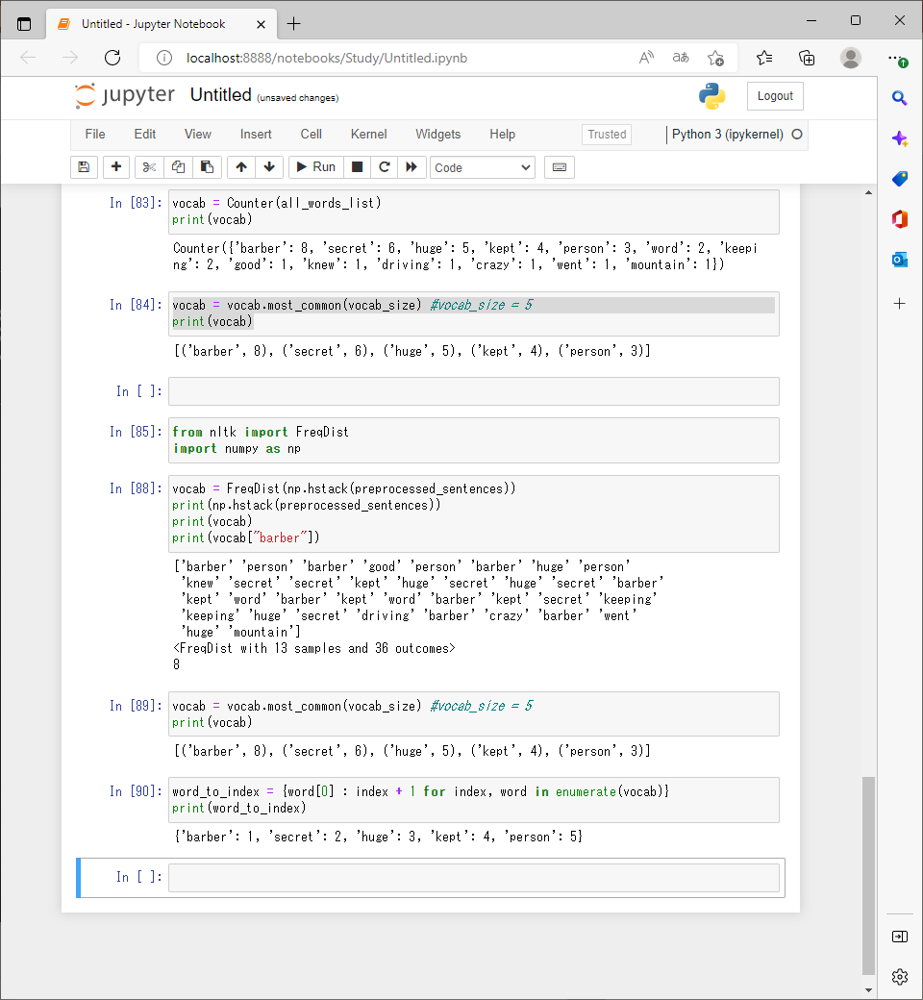 Untitled - Jupyter Notebook
localhost:8888/notebooks/Study/Untitled.ipynb
jupyter Untitled (unsaved changes)
Logout
File Edit View Insert Cell Kernel Widgets Help
Trusted
Python 3 (ipykernel)
Run
Code
In [83]: vocab = Counter(all_words_list)
print(vocab)
Counter({'barber': 8, 'secret': 6, 'huge': 5, 'kept': 4, 'person': 3, 'word': 2, 'keepi
ng': 2, 'good': 1, 'knew': 1, 'driving': 1, 'crazy': 1, 'went': 1, 'mountain': 1})
In [84]: vocab = vocab.most_common(vocab_size) #vocab_size = 5
print(vocab)
[('barber', 8), ('secret', 6), ('huge', 5), ('kept', 4), ('person', 3)]
In [ ]:
In [85]: from nltk import FreqDist
import numpy as np
In [88]: vocab = FreqDist(np.hstack(preprocessed_sentences))
print(np.hstack(preprocessed_sentences))
print(vocab)
print(vocab["barber"])
['barber' 'person' 'barber' 'good' 'person' 'barber' 'huge' 'person'
'knew' 'secret' 'secret' 'kept' 'huge' 'secret' 'huge' 'secret' 'barber'
'kept' 'word' 'barber' 'kept' 'word' 'barber' 'kept' 'secret' 'keeping'
'keeping' 'huge' 'secret' 'driving' 'barber' 'crazy' 'barber' 'went'
'huge' 'mountain']
<FreqDist with 13 samples and 36 outcomes>
8
In [89]: vocab = vocab.most_common(vocab_size) #vocab_size = 5
print(vocab)
[('barber', 8), ('secret', 6), ('huge', 5), ('kept', 4), ('person', 3)]
In [90]: word_to_index = {word[0] : index + 1 for index, word in enumerate(vocab)}
print(word_to_index)
{'barber': 1, 'secret': 2, 'huge': 3, 'kept': 4, 'person': 5}
In [ ]: